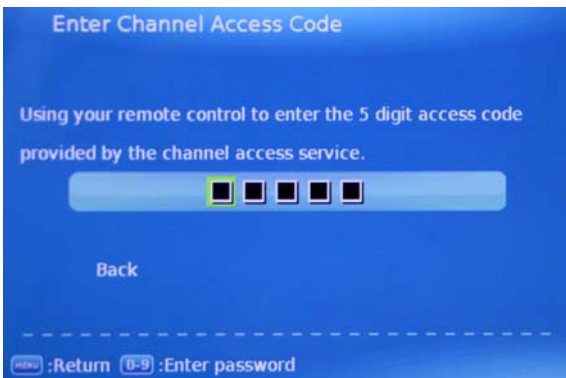 Enter Channel Access Code
Using your remote control to enter the 5 digit access code
provided by the channel access service.
Back
MENU :Return 0-9 :Enter password